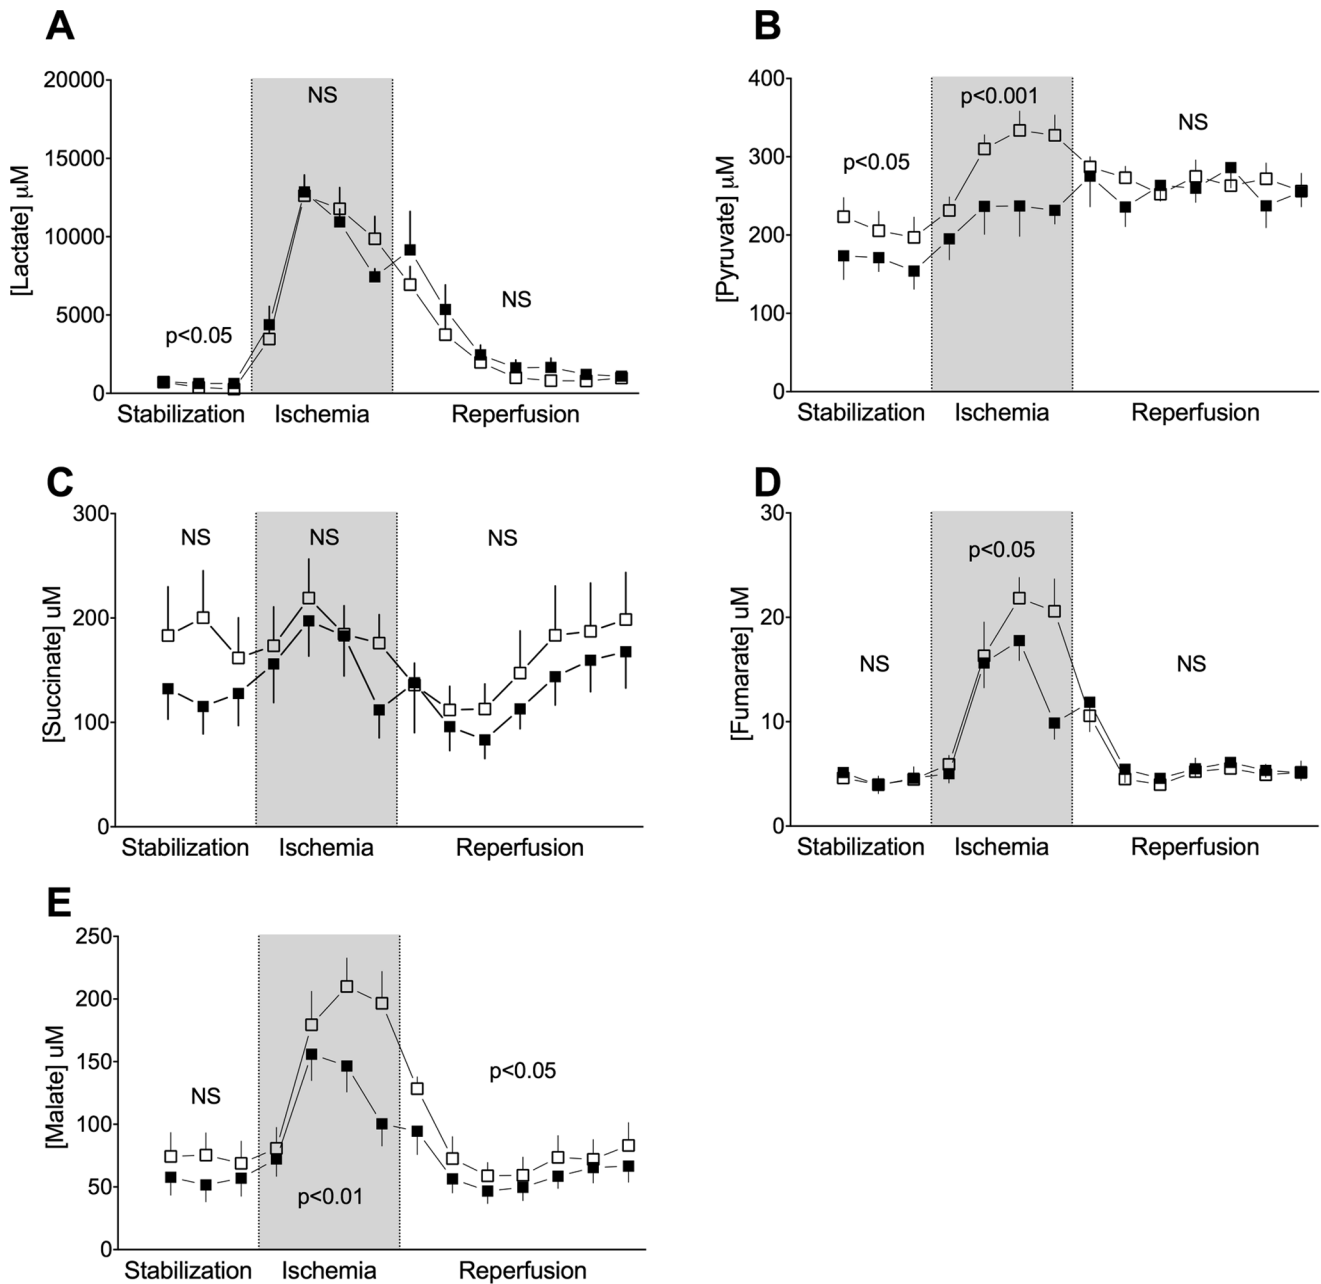 A
[Lactate] μM
20000
15000
10000
5000
0
NS
p<0.05
NS
Stabilization
Ischemia
Reperfusion
B
[Pyruvate] μM
400
300
200
100
0
p<0.001
p<0.05
NS
Stabilization
Ischemia
Reperfusion
C
[Succinate] uM
300
200
100
0
NS
NS
NS
Stabilization
Ischemia
Reperfusion
D
[Fumarate] uM
30
20
10
0
p<0.05
NS
NS
Stabilization
Ischemia
Reperfusion
E
[Malate] uM
250
200
150
100
50
0
NS
p<0.05
p<0.01
Stabilization
Ischemia
Reperfusion